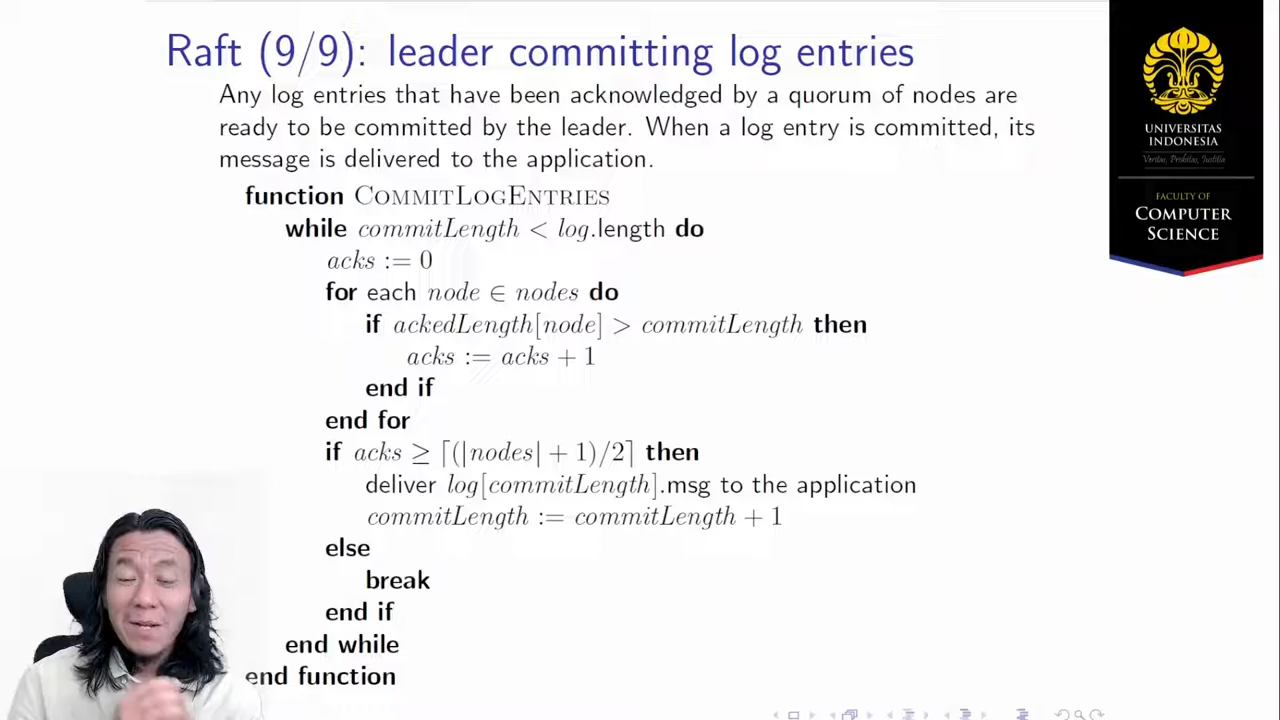 Raft (9/9): leader committing log entries
Any log entries that have been acknowledged by a quorum of nodes are
ready to be committed by the leader. When a log entry is committed, its
message is delivered to the application.
function COMMITLOGENTRIES
while commitLength < log.length do
acks := 0
for each node ∈ nodes do
if ackedLength[node] > commitLength then
acks := acks + 1
end if
end for
if acks ≥ ⌈(|nodes| + 1)/2⌉ then
deliver log[commitLength].msg to the application
commitLength := commitLength + 1
else
break
end if
end while
end function
UNIVERSITAS
INDONESIA
Veritas, Probitas, Iustitia
FACULTY OF
COMPUTER
SCIENCE